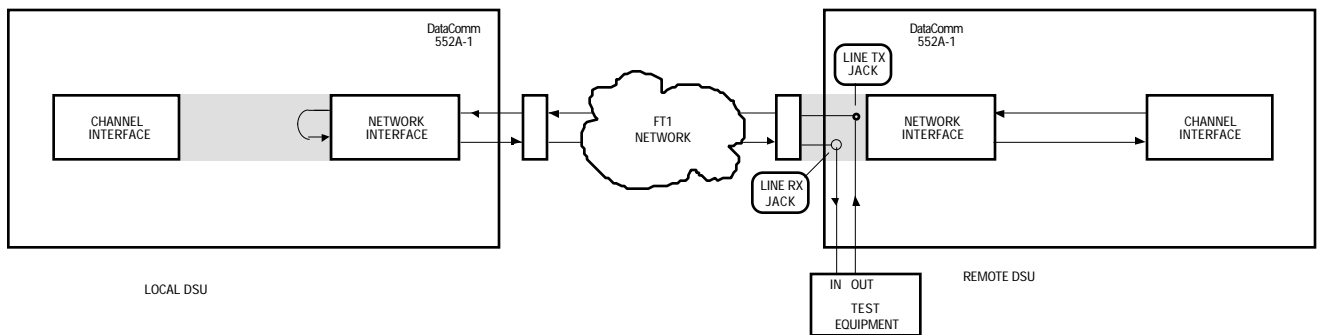 DataComm
552A-1
DataComm
552A-1
LINE TX
JACK
CHANNEL
INTERFACE
NETWORK
INTERFACE
FT1
NETWORK
NETWORK
INTERFACE
CHANNEL
INTERFACE
LINE RX
JACK
LOCAL DSU
REMOTE DSU
IN OUT
TEST
EQUIPMENT